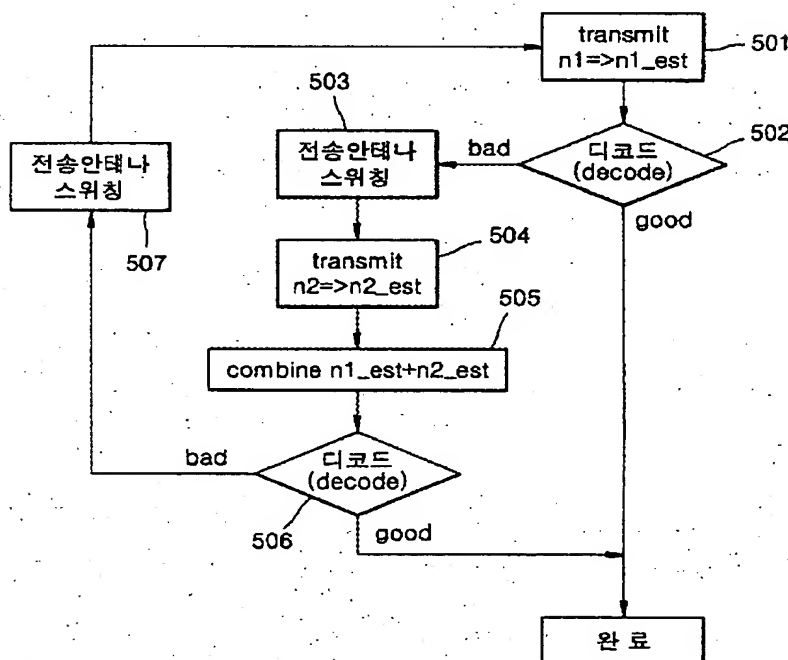 transmit
n1=>n1_est
501
502
디코드
(decode)
bad
good
503
전송안테나
스위칭
504
transmit
n2=>n2_est
505
combine n1_est+n2_est
디코드
(decode)
506
bad
good
전송안테나
스위칭
507
완료